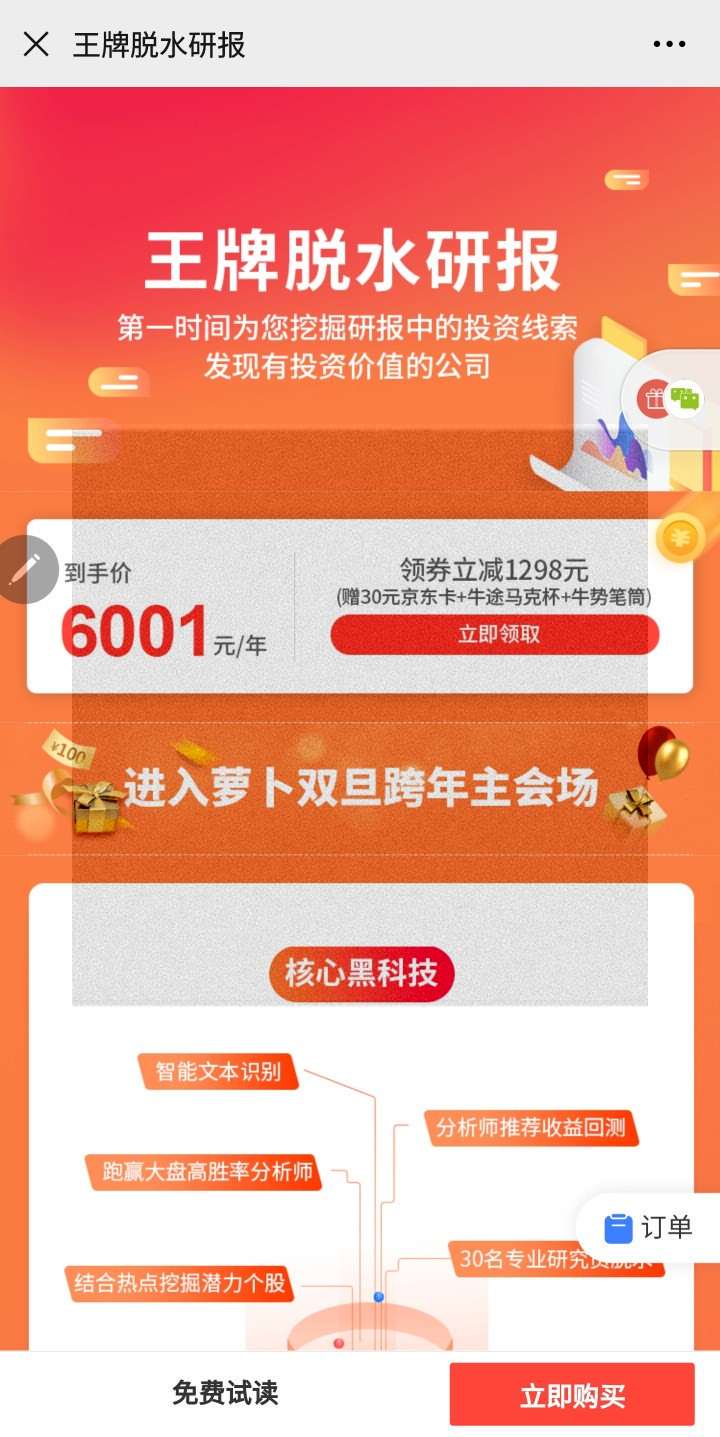 王牌脱水研报
王牌脱水研报
第一时间为您挖掘研报中的投资线索
发现有投资价值的公司
到手价
6001元/年
领券立减1298元
(赠30元京东卡+牛途马克杯+牛势笔筒)
立即领取
¥100
进入萝卜双旦跨年主会场
核心黑科技
智能文本识别
分析师推荐收益回测
跑赢大盘高胜率分析师
订单
30名专业研究员脱水
结合热点挖掘潜力个股
免费试读
立即购买